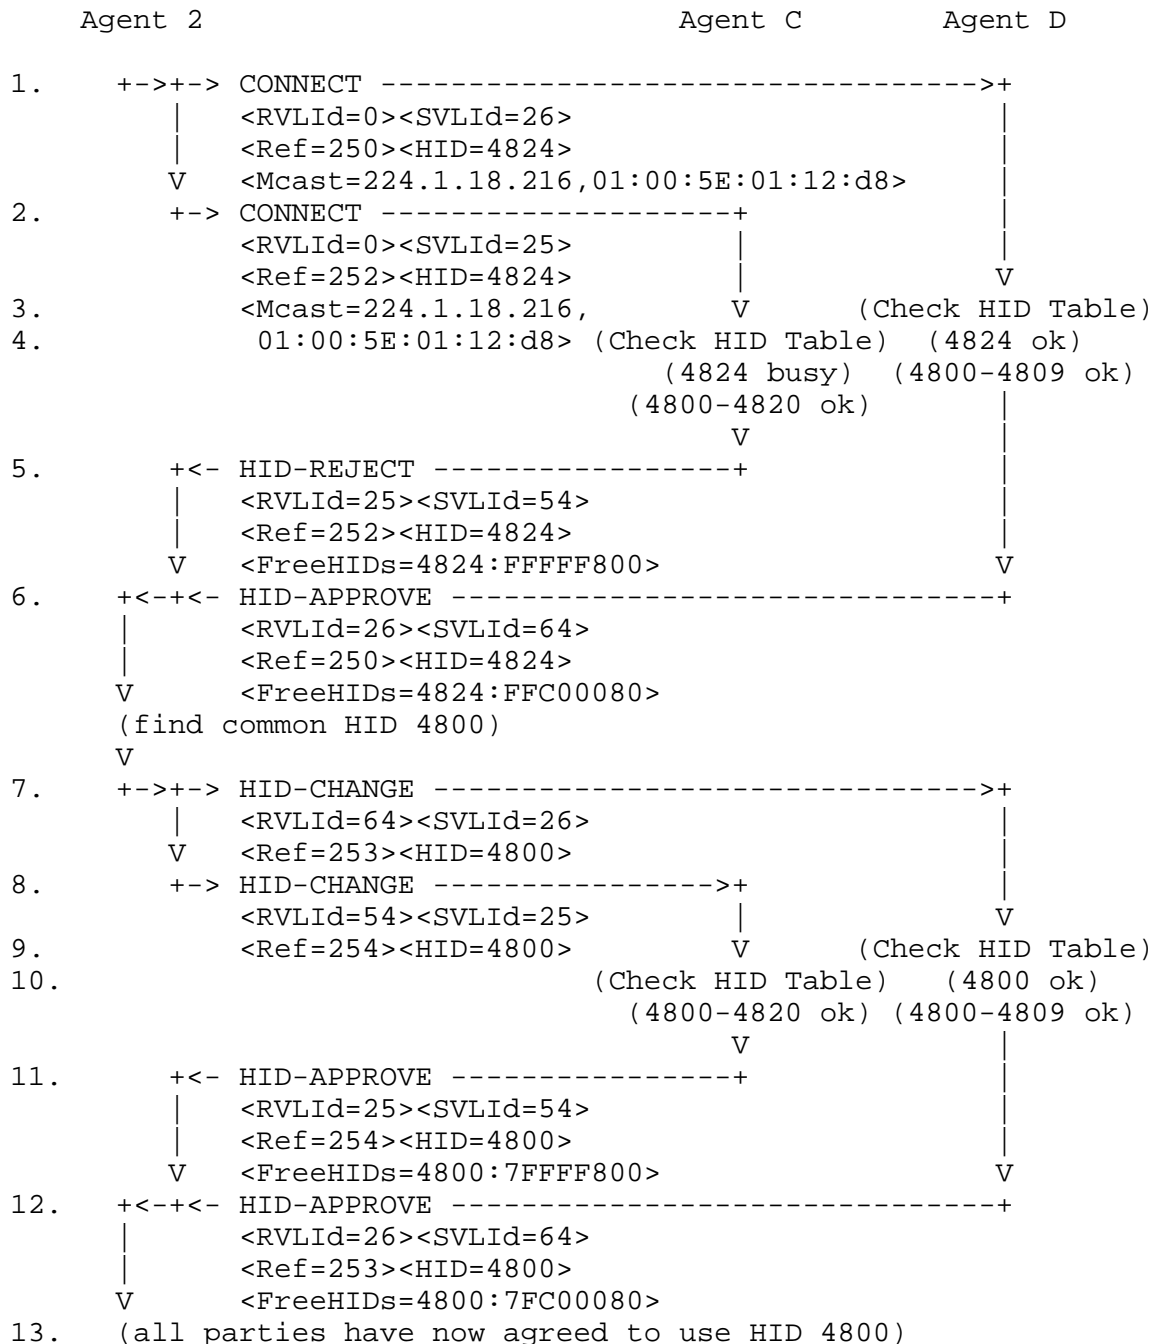 Agent 2                           Agent C        Agent D

1.      +->+-> CONNECT ---------------------------------->+
           |   <RVLId=0><SVLId=26>                         |
           |   <Ref=250><HID=4824>                         |
           V   <Mcast=224.1.18.216,01:00:5E:01:12:d8>      |
2.         +-> CONNECT --------------------+               |
               <RVLId=0><SVLId=25>         |               |
               <Ref=252><HID=4824>         |               V
3.             <Mcast=224.1.18.216,        V      (Check HID Table)
4.              01:00:5E:01:12:d8> (Check HID Table)  (4824 ok)
                                       (4824 busy)  (4800-4809 ok)
                                     (4800-4820 ok)        |
                                           V               |
5.         +<- HID-REJECT -----------------+               |
           |   <RVLId=25><SVLId=54>                        |
           |   <Ref=252><HID=4824>                         |
           V   <FreeHIDs=4824:FFFFF800>                    V
6.      +<-+<- HID-APPROVE -------------------------------+
        |      <RVLId=26><SVLId=64>
        |      <Ref=250><HID=4824>
        V      <FreeHIDs=4824:FFC00080>
        (find common HID 4800)
        V
7.      +->+-> HID-CHANGE ------------------------------->+
           |   <RVLId=64><SVLId=26>                        |
           V   <Ref=253><HID=4800>                         |
8.         +-> HID-CHANGE ---------------->+               |
               <RVLId=54><SVLId=25>        |               V
9.             <Ref=254><HID=4800>         V      (Check HID Table)
10.                                (Check HID Table)   (4800 ok)
                                     (4800-4820 ok) (4800-4809 ok)
                                           V               |
11.        +<- HID-APPROVE ----------------+               |
           |   <RVLId=25><SVLId=54>                        |
           |   <Ref=254><HID=4800>                         |
           V   <FreeHIDs=4800:7FFFF800>                    V
12.     +<-+<- HID-APPROVE -------------------------------+
        |      <RVLId=26><SVLId=64>
        |      <Ref=253><HID=4800>
        V      <FreeHIDs=4800:7FC00080>
13.     (all parties have now agreed to use HID 4800)